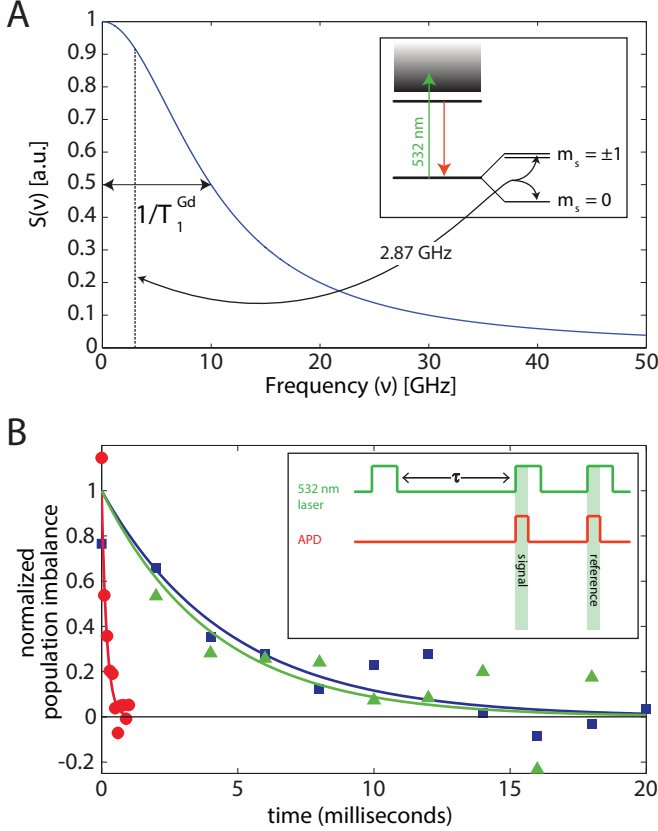 A
1
0.9
0.8
0.7
0.6
0.5
0.4
0.3
0.2
0.1
0
S(ν) [a.u.]
1/T₁ᴳᵈ
532 nm
m_s = ±1
m_s = 0
2.87 GHz
0 10 20 30 40 50
Frequency (ν) [GHz]
B
1
0.8
0.6
0.4
0.2
0
-0.2
normalized
population imbalance
532 nm
laser
τ
APD
signal
reference
0 5 10 15 20
time (milliseconds)